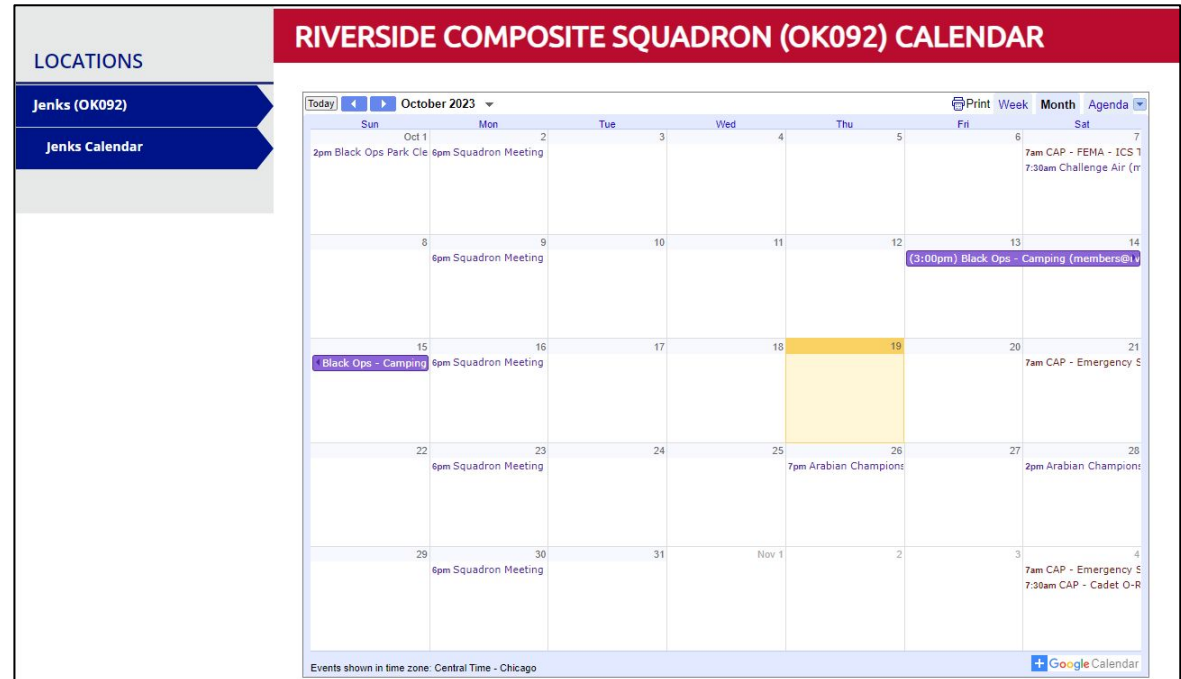 LOCATIONS
Jenks (OK092)
Jenks Calendar
RIVERSIDE COMPOSITE SQUADRON (OK092) CALENDAR
Today October 2023 Print Week Month Agenda
Sun Mon Tue Wed Thu Fri Sat
Oct 1 2 3 4 5 6 7
2pm Black Ops Park Cle 6pm Squadron Meeting 7am CAP - FEMA - ICS T
7:30am Challenge Air (m
8 9 10 11 12 13 14
6pm Squadron Meeting (3:00pm) Black Ops - Camping (members@
15 16 17 18 19 20 21
Black Ops - Camping 6pm Squadron Meeting 7am CAP - Emergency S
22 23 24 25 26 27 28
6pm Squadron Meeting 7pm Arabian Champions 2pm Arabian Champions
29 30 31 Nov 1 2 3 4
6pm Squadron Meeting 7am CAP - Emergency S
7:30am CAP - Cadet O-R
Events shown in time zone: Central Time - Chicago
Google Calendar